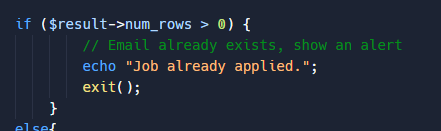 if ($result->num_rows > 0) {
// Email already exists, show an alert
echo "Job already applied.";
exit();
}
else{